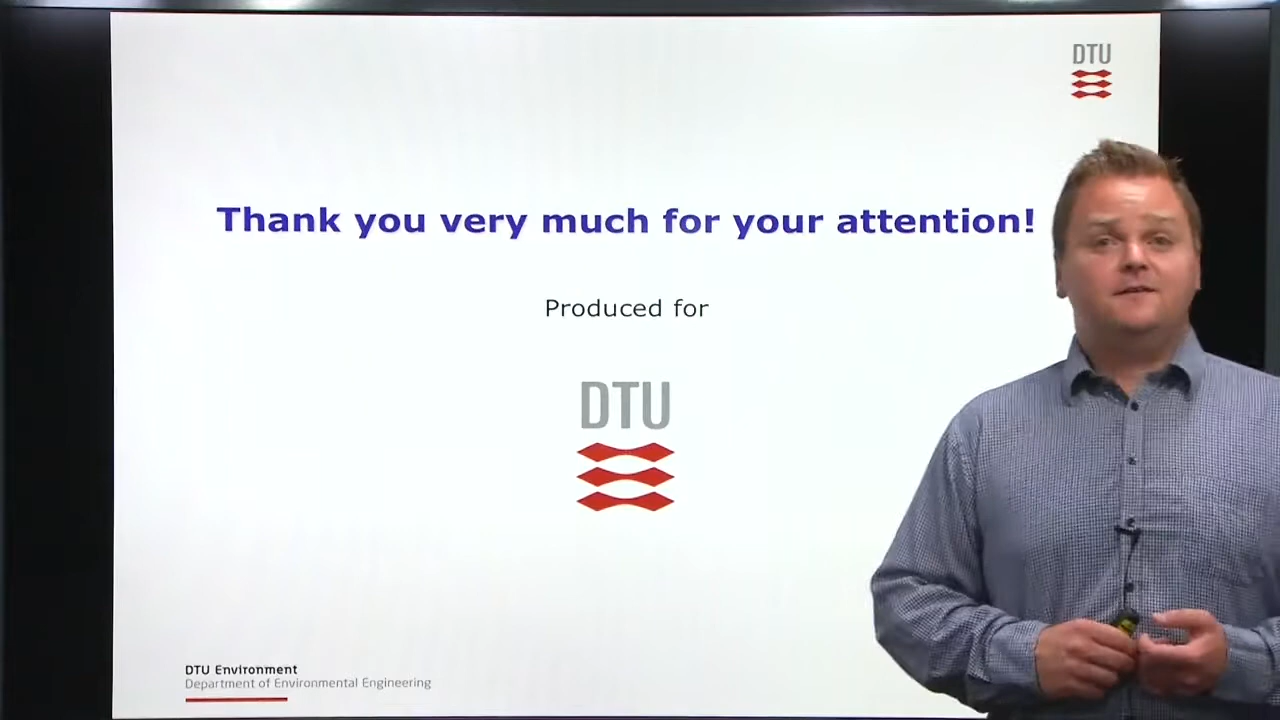 DTU
Thank you very much for your attention!
Produced for
DTU
DTU Environment
Department of Environmental Engineering